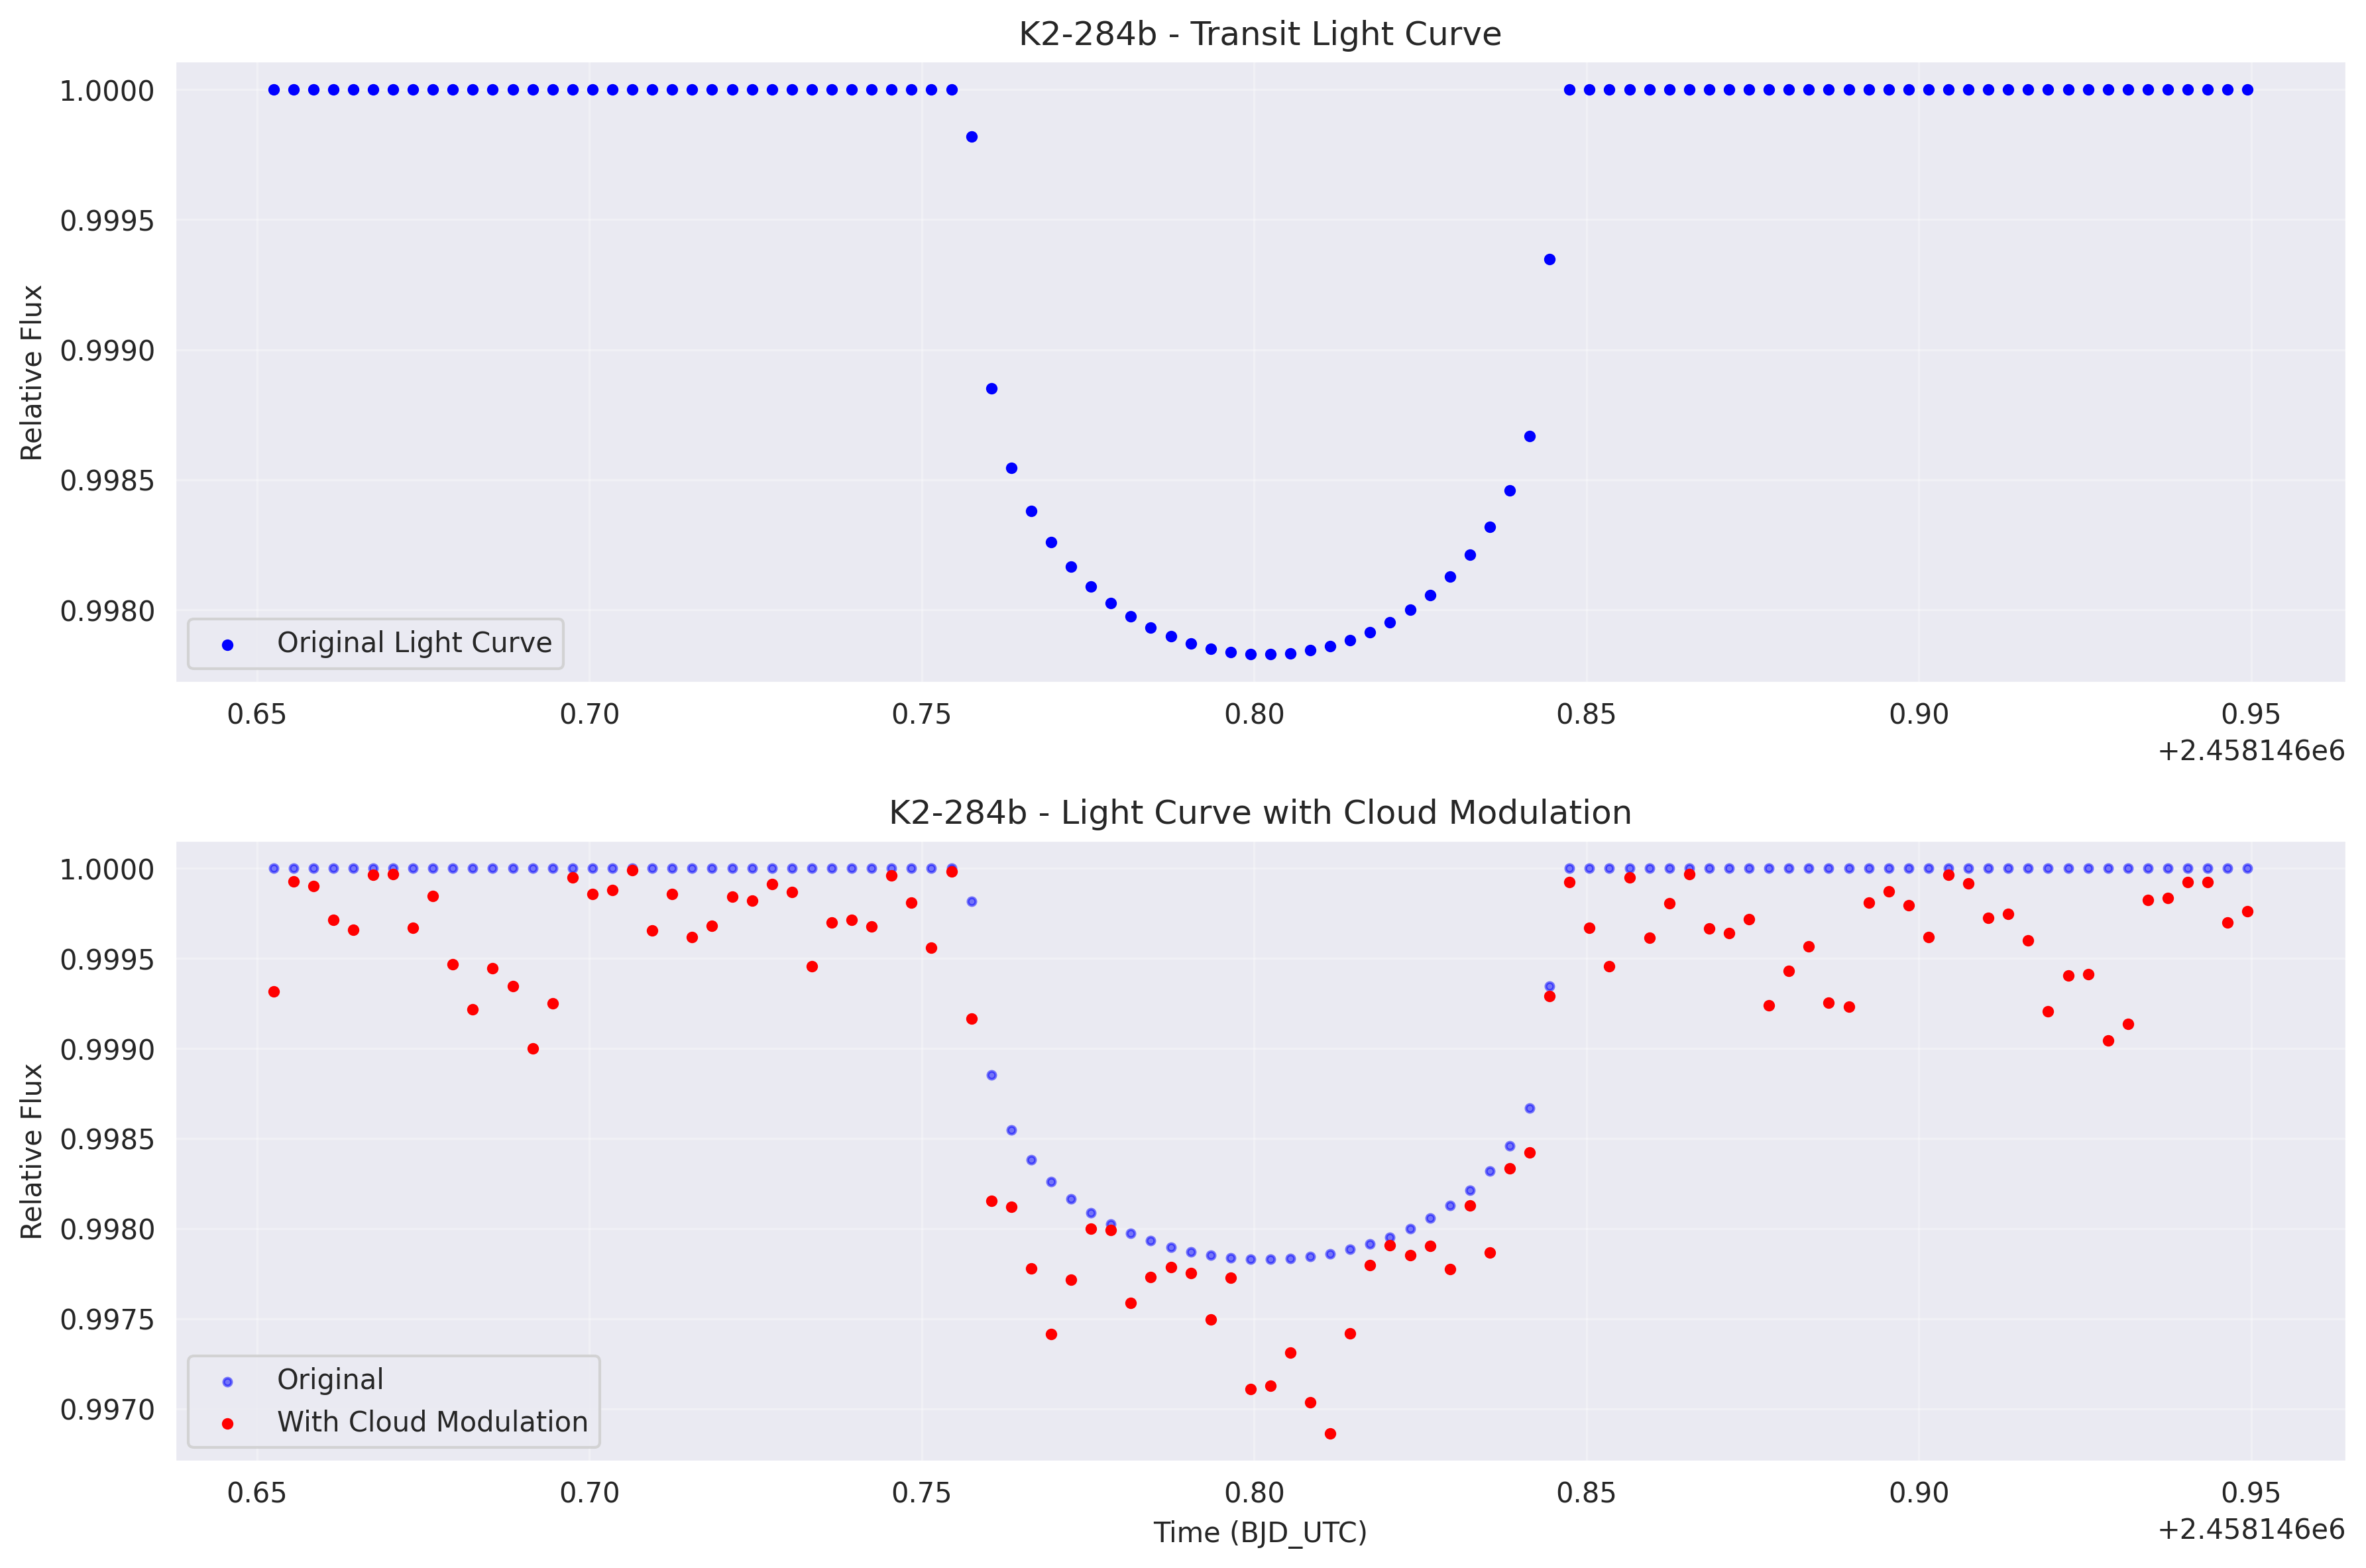 K2-284b - Transit Light Curve
1.0000
0.9995
0.9990
0.9985
0.9980
Relative Flux
Original Light Curve
0.65 0.70 0.75 0.80 0.85 0.90 0.95
+2.458146e6
K2-284b - Light Curve with Cloud Modulation
1.0000
0.9995
0.9990
0.9985
0.9980
0.9975
0.9970
Relative Flux
Original
With Cloud Modulation
0.65 0.70 0.75 0.80 0.85 0.90 0.95
Time (BJD_UTC)
+2.458146e6